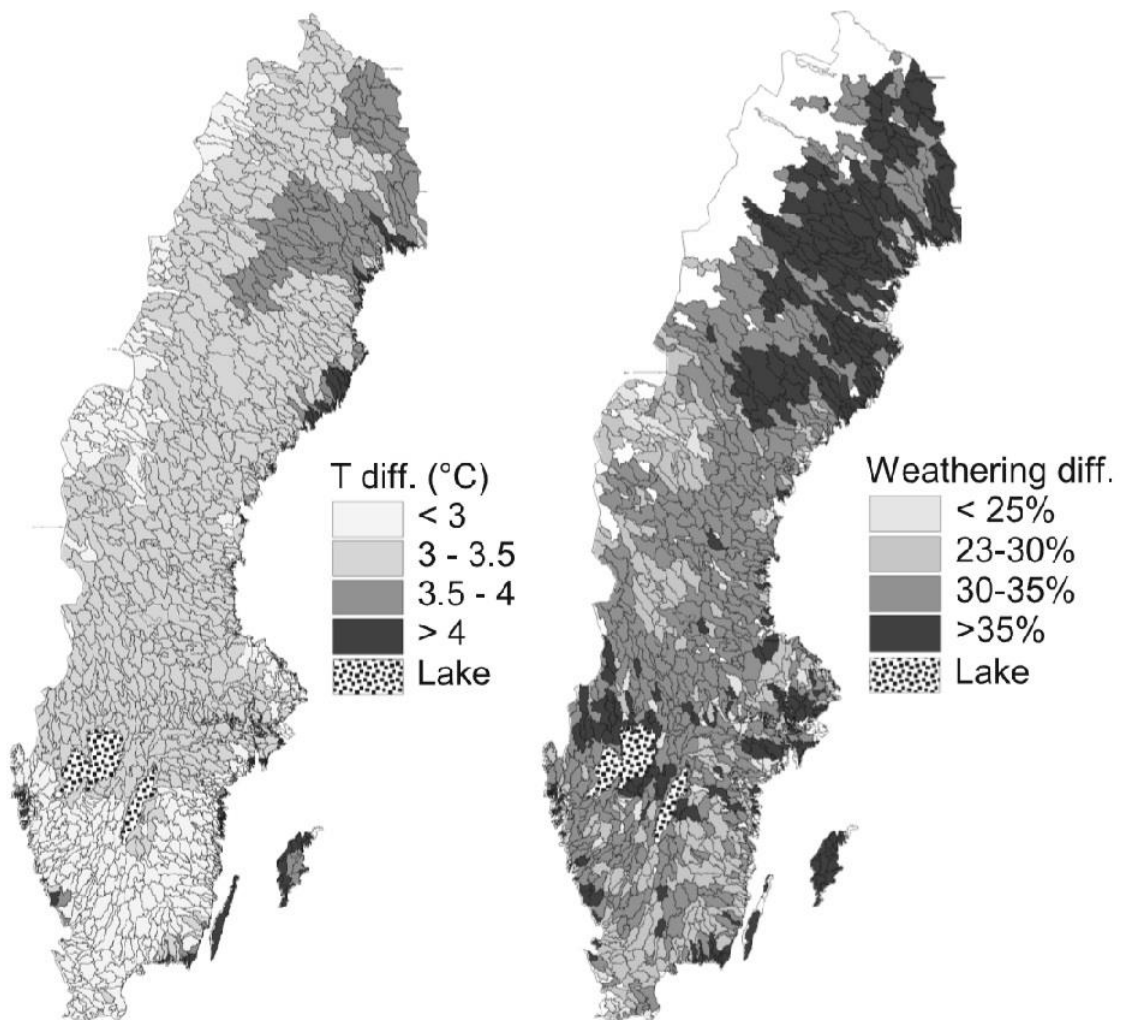 T diff. (°C)
< 3
3 - 3.5
3.5 - 4
> 4
Lake
Weathering diff.
< 25%
23-30%
30-35%
>35%
Lake